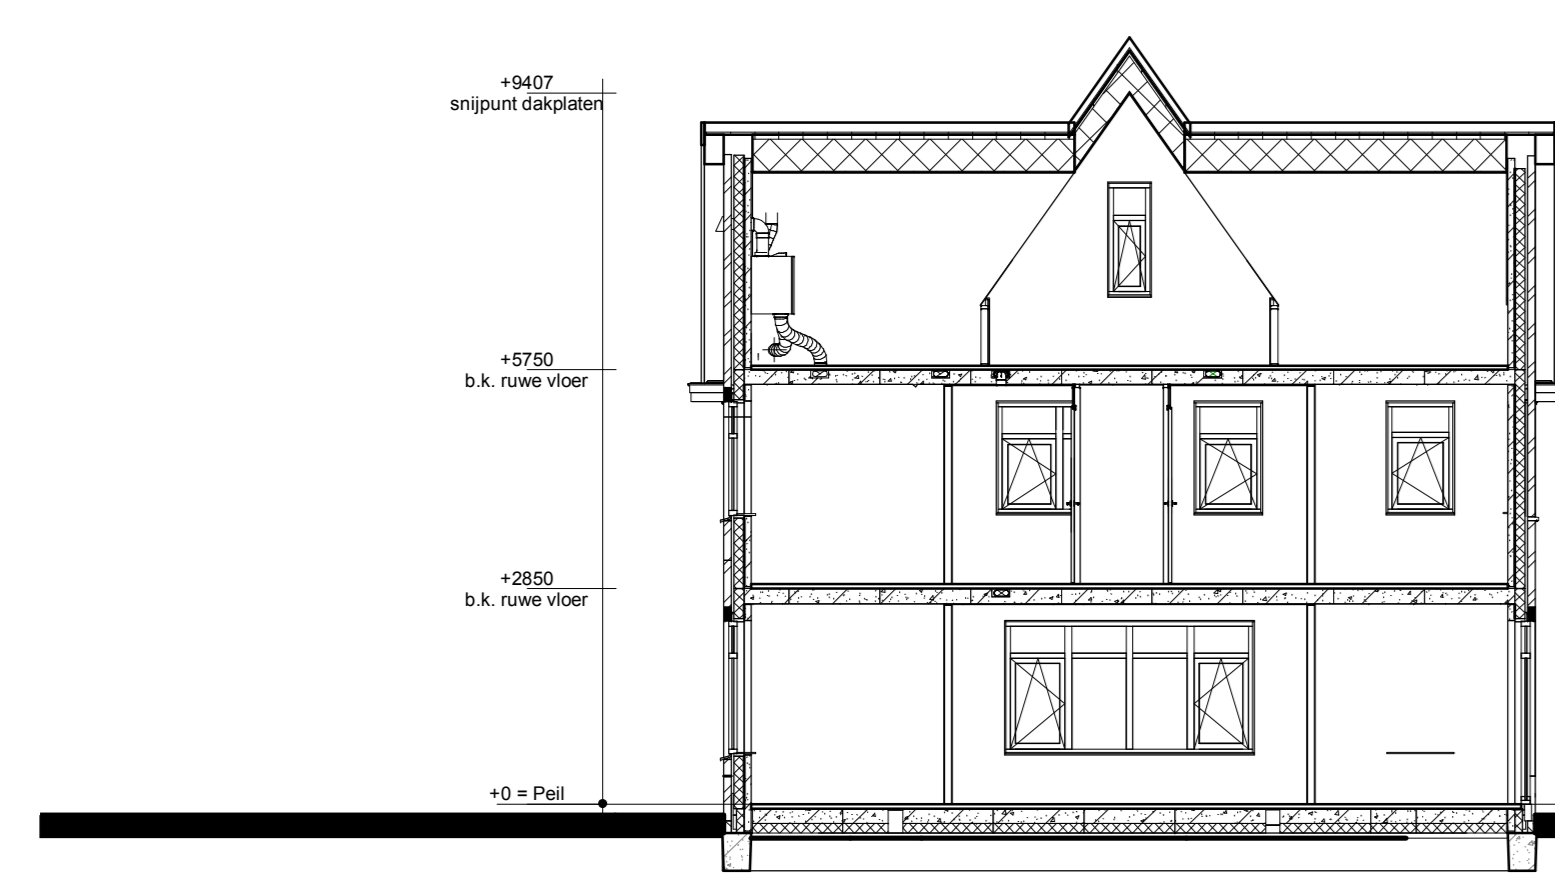 +9407
snijpunt dakplaten
+5750
b.k. ruwe vloer
+2850
b.k. ruwe vloer
+0 = Peil